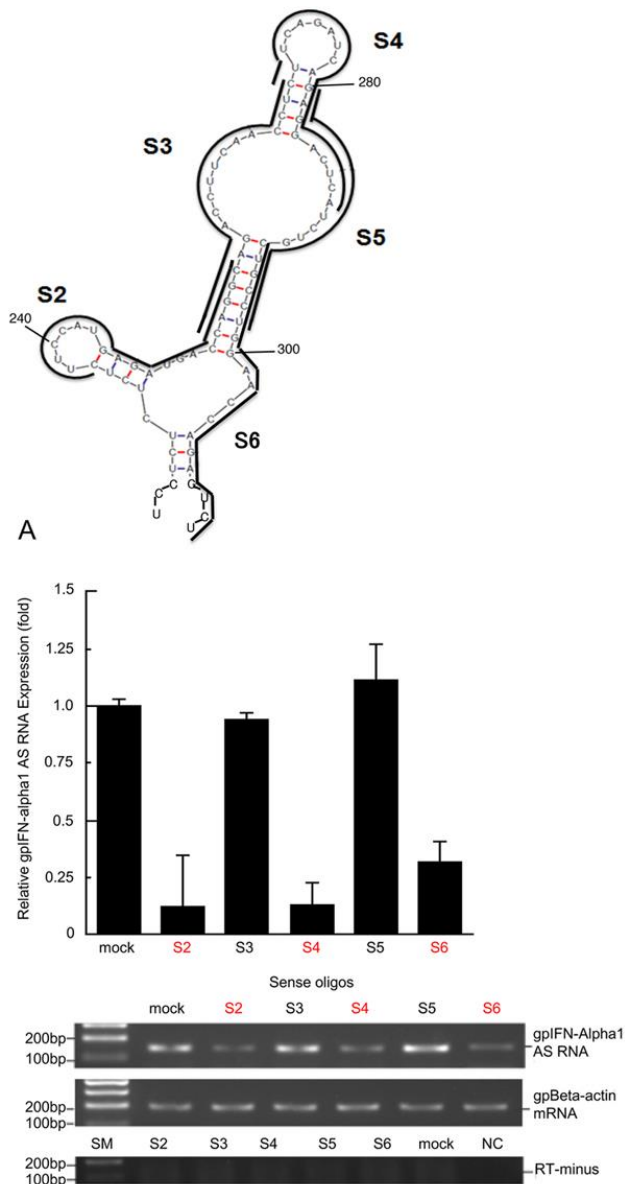 S4
280
S3
S5
S2
240
300
S6
A
Relative gpIFN-alpha1 AS RNA Expression (fold)
1.5
1.25
1.0
0.75
0.5
0.25
0
mock S2 S3 S4 S5 S6
Sense oligos
mock S2 S3 S4 S5 S6
200bp
100bp
gpIFN-Alpha1
AS RNA
200bp
100bp
gpBeta-actin
mRNA
SM S2 S3 S4 S5 S6 mock NC
200bp
100bp
RT-minus